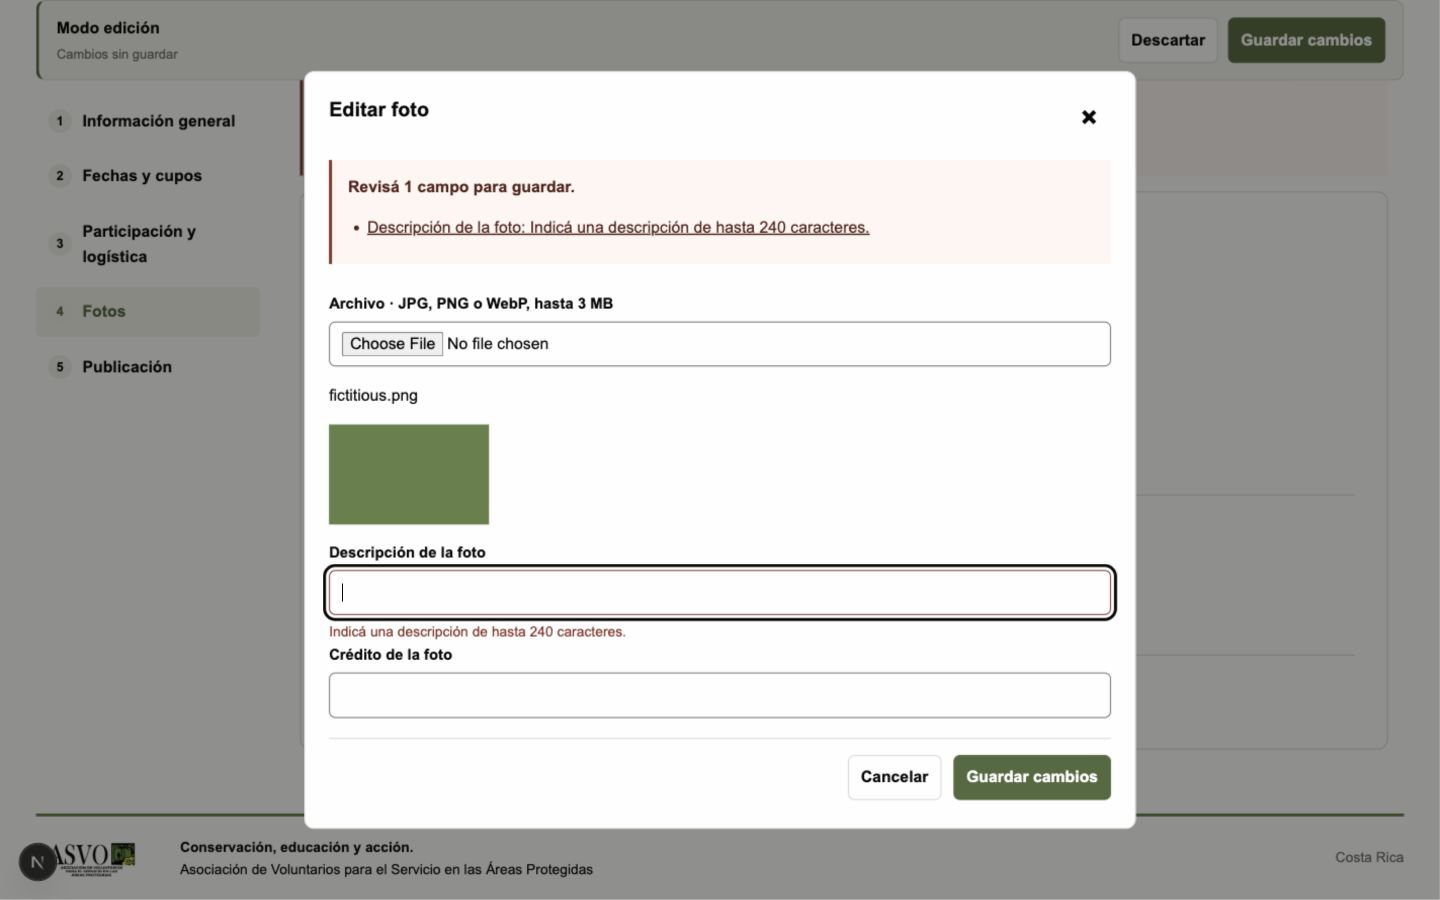 Modo edición
Cambios sin guardar
Descartar
Guardar cambios
1 Información general
2 Fechas y cupos
3 Participación y
logística
4 Fotos
5 Publicación
Editar foto
Revisá 1 campo para guardar.
• Descripción de la foto: Indicá una descripción de hasta 240 caracteres.
Archivo · JPG, PNG o WebP, hasta 3 MB
Choose File No file chosen
fictitious.png
Descripción de la foto
Indicá una descripción de hasta 240 caracteres.
Crédito de la foto
Cancelar
Guardar cambios
N
ASVO
Conservación, educación y acción.
Asociación de Voluntarios para el Servicio en las Áreas Protegidas
Costa Rica